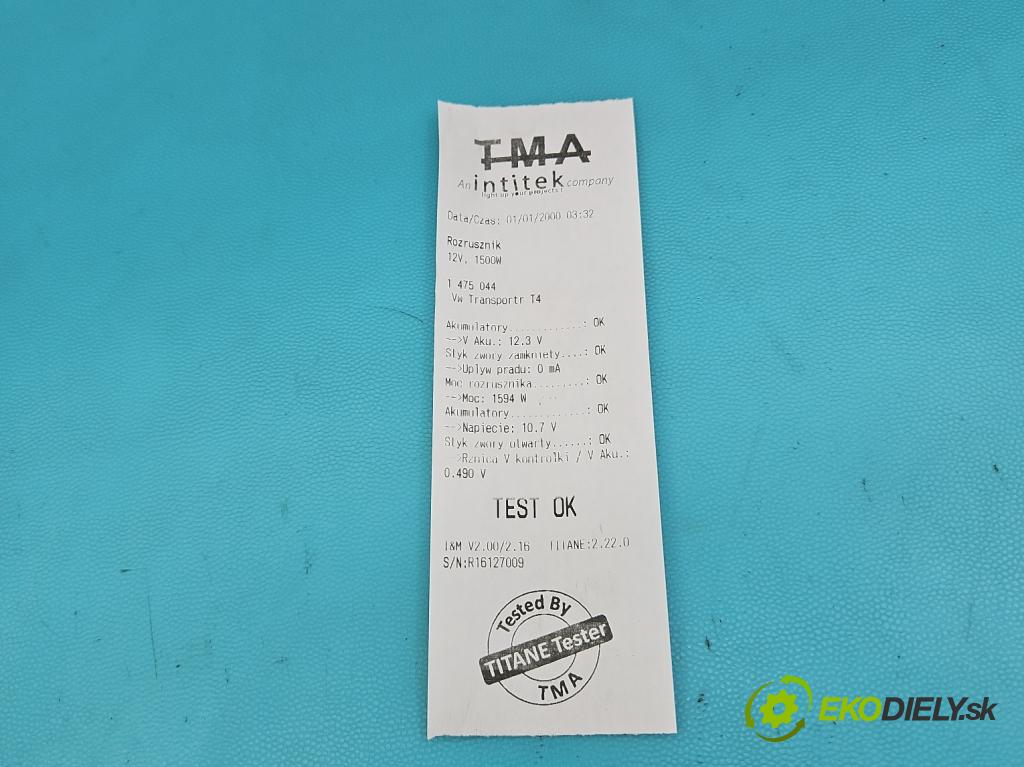 TMA
An intitek company
light up your projects !
Data/Czas: 01/01/2000 03:32
Rozrusznik
12V, 1500W
1 475 044
Vw Transportr T4
Akumulatory.............: OK
-->V Aku.: 12.3 V
Styk zwory zamkniety....: OK
-->Uplyw pradu: 0 mA
Moc rozrusznika.........: OK
-->Moc: 1594 W
Akumulatory.............: OK
-->Napiecie: 10.7 V
Styk zwory otwarty......: OK
-->Rznica V kontrolki / V Aku.:
0.490 V
TEST OK
I&M V2.00/2.16 TITANE:2.22.0
S/N:R16127009
Tested By
TITANE Tester
TMA
EKODIELY.sk